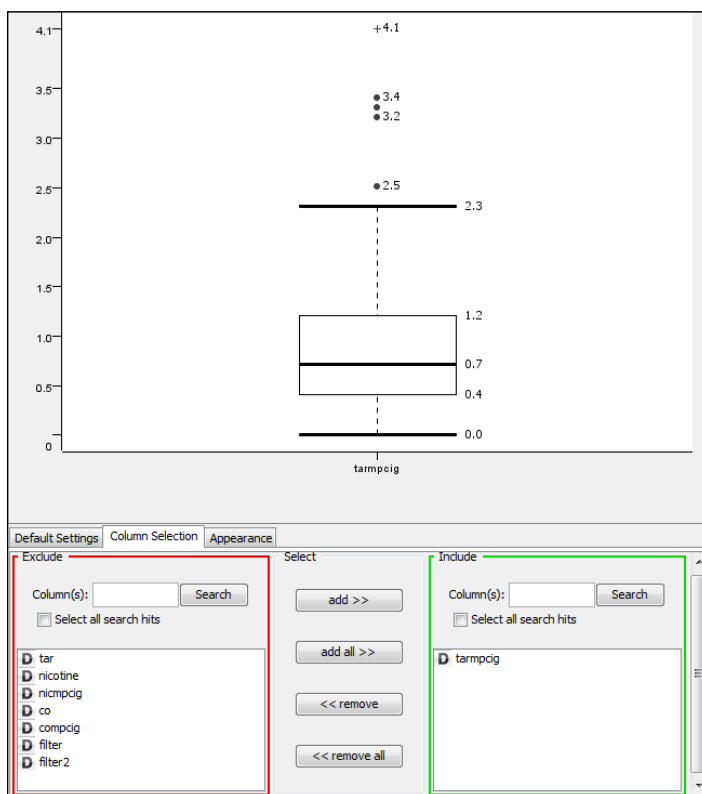 4.1
+4.1
3.5
3.4
3.2
3.0
2.5
2.5
2.3
2.0
1.5
1.2
1.0
0.7
0.5
0.4
0.0
0
tarmpcig
Default Settings Column Selection Appearance
Exclude Select Include
Column(s): Search add >> Column(s): Search
Select all search hits Select all search hits
add all >>
D tar D tarmpcig
D nicotine
D nicmpcig
D co << remove
D compcig
D filter
D filter2 << remove all